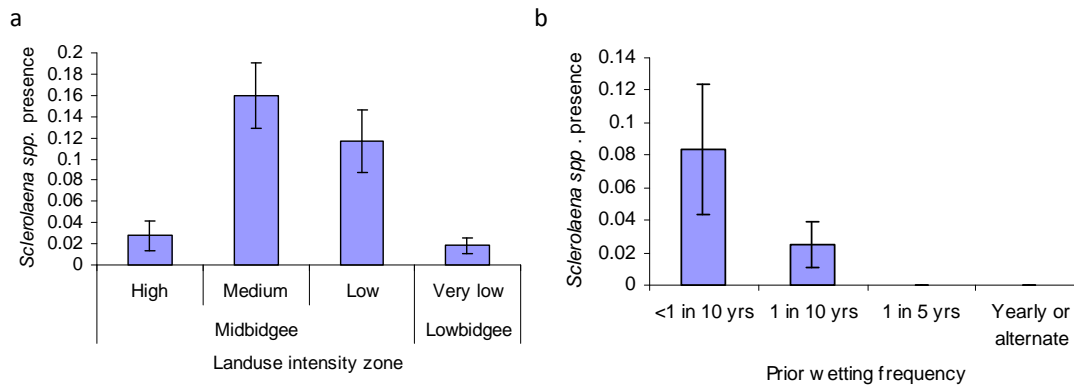 a
Sclerolaena spp. presence
0.2
0.18
0.16
0.14
0.12
0.1
0.08
0.06
0.04
0.02
0
High Medium Low Very low
Midbidgee Lowbidgee
Landuse intensity zone
b
Sclerolaena spp. presence
0.14
0.12
0.1
0.08
0.06
0.04
0.02
0
<1 in 10 yrs 1 in 10 yrs 1 in 5 yrs Yearly or
alternate
Prior wetting frequency